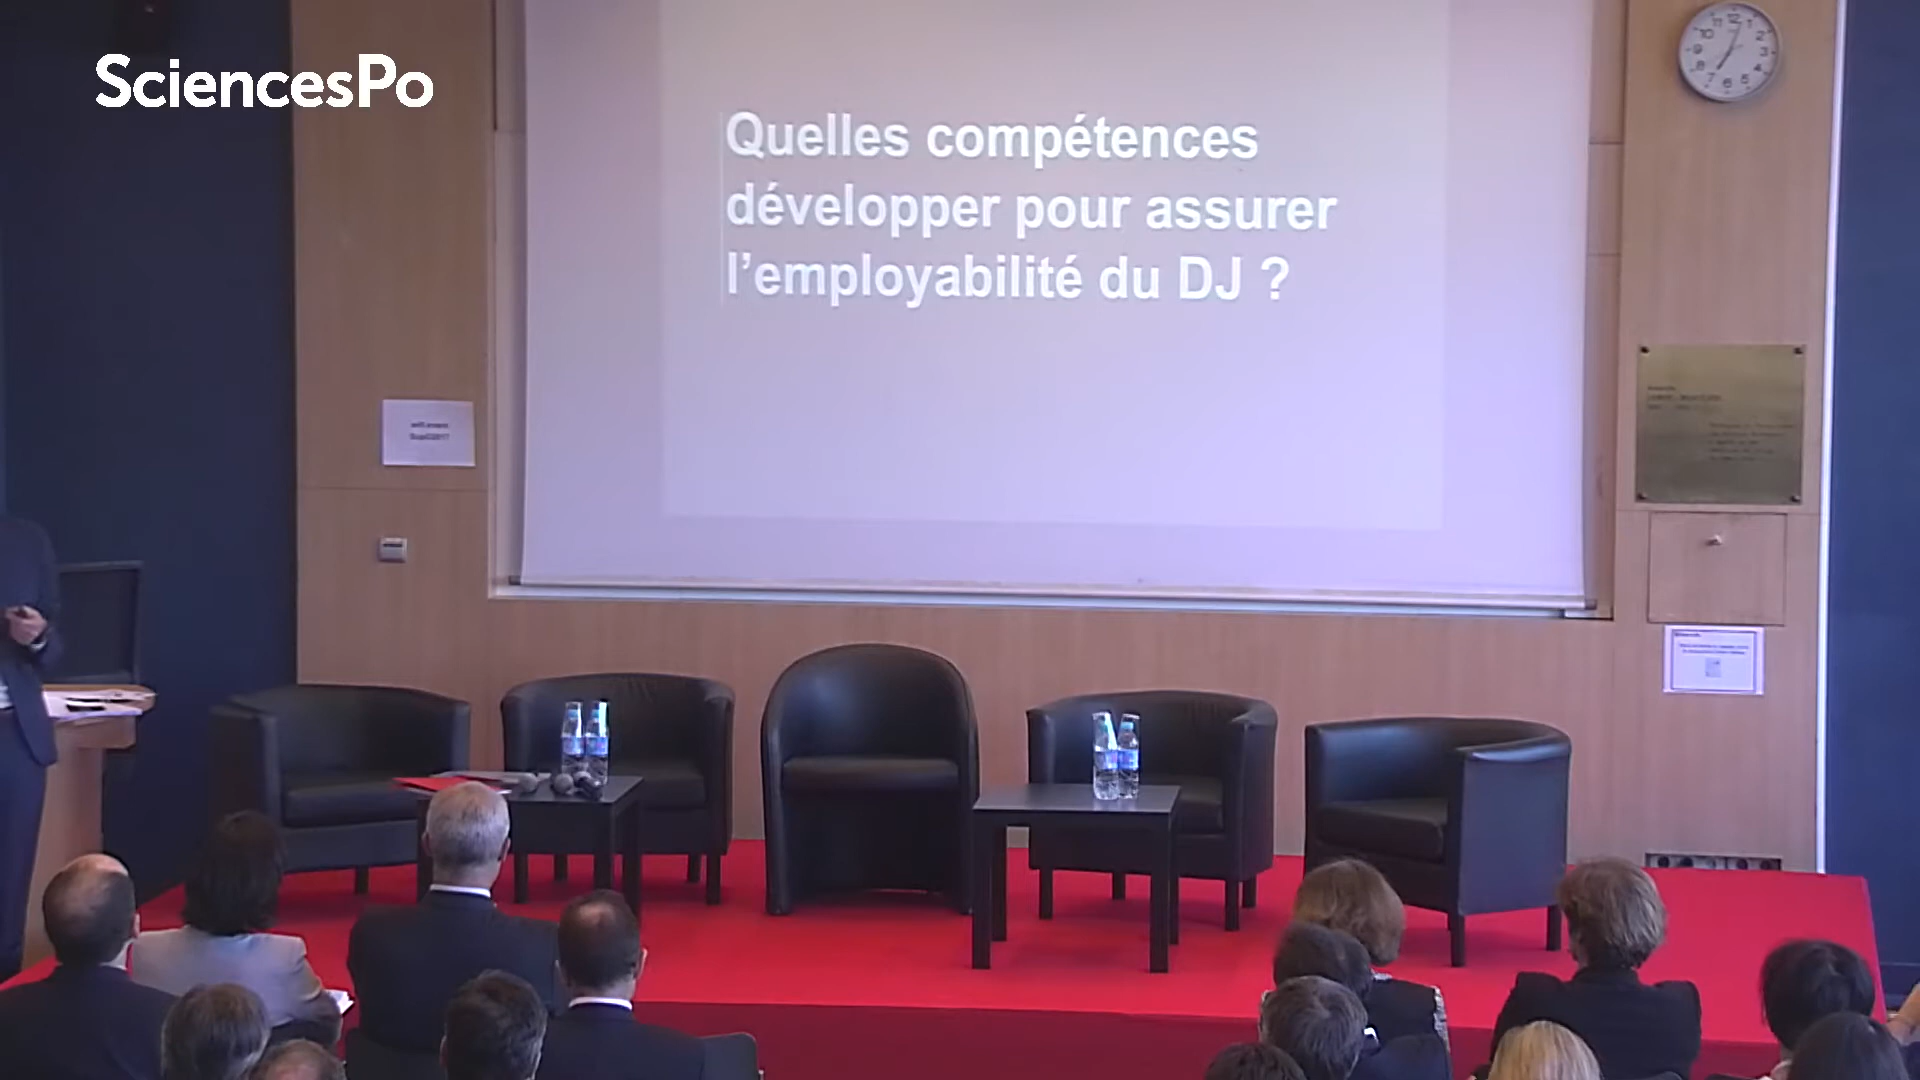 SciencesPo
Quelles compétences
développer pour assurer
l’employabilité du DJ ?